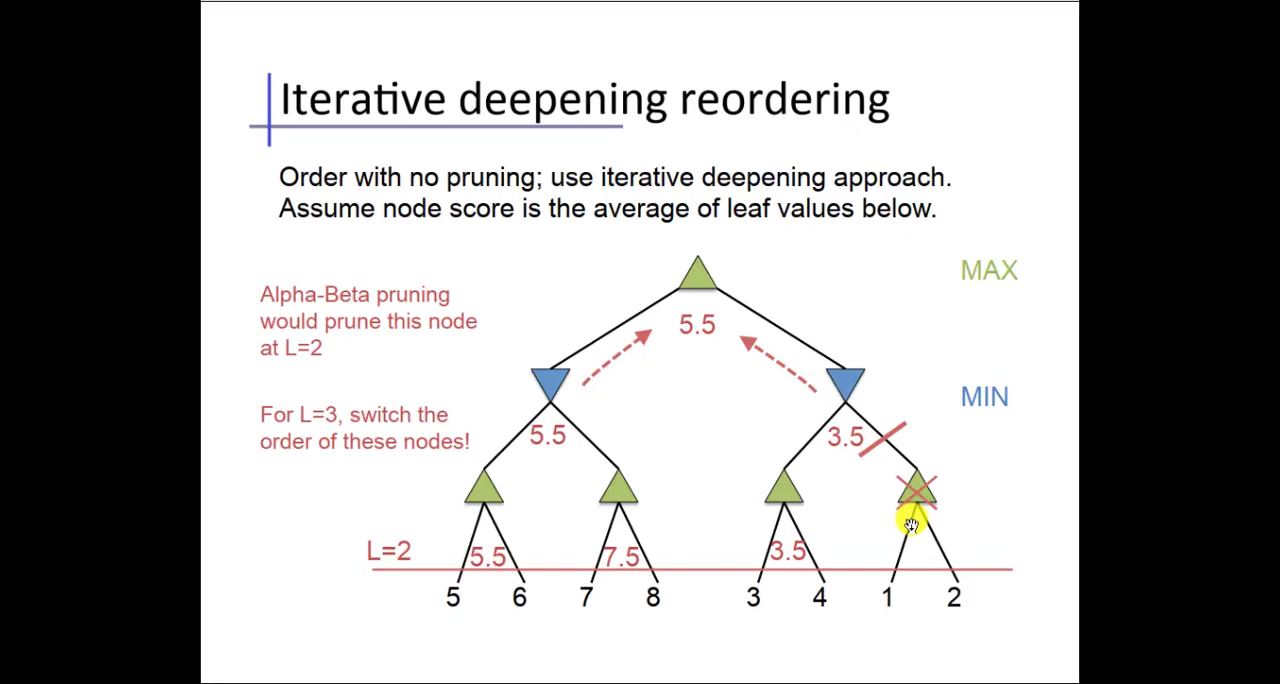 Iterative deepening reordering
Order with no pruning; use iterative deepening approach.
Assume node score is the average of leaf values below.
MAX
Alpha-Beta pruning
would prune this node
at L=2
5.5
MIN
For L=3, switch the
order of these nodes!
5.5
3.5
L=2
5.5
7.5
3.5
5 6 7 8 3 4 1 2